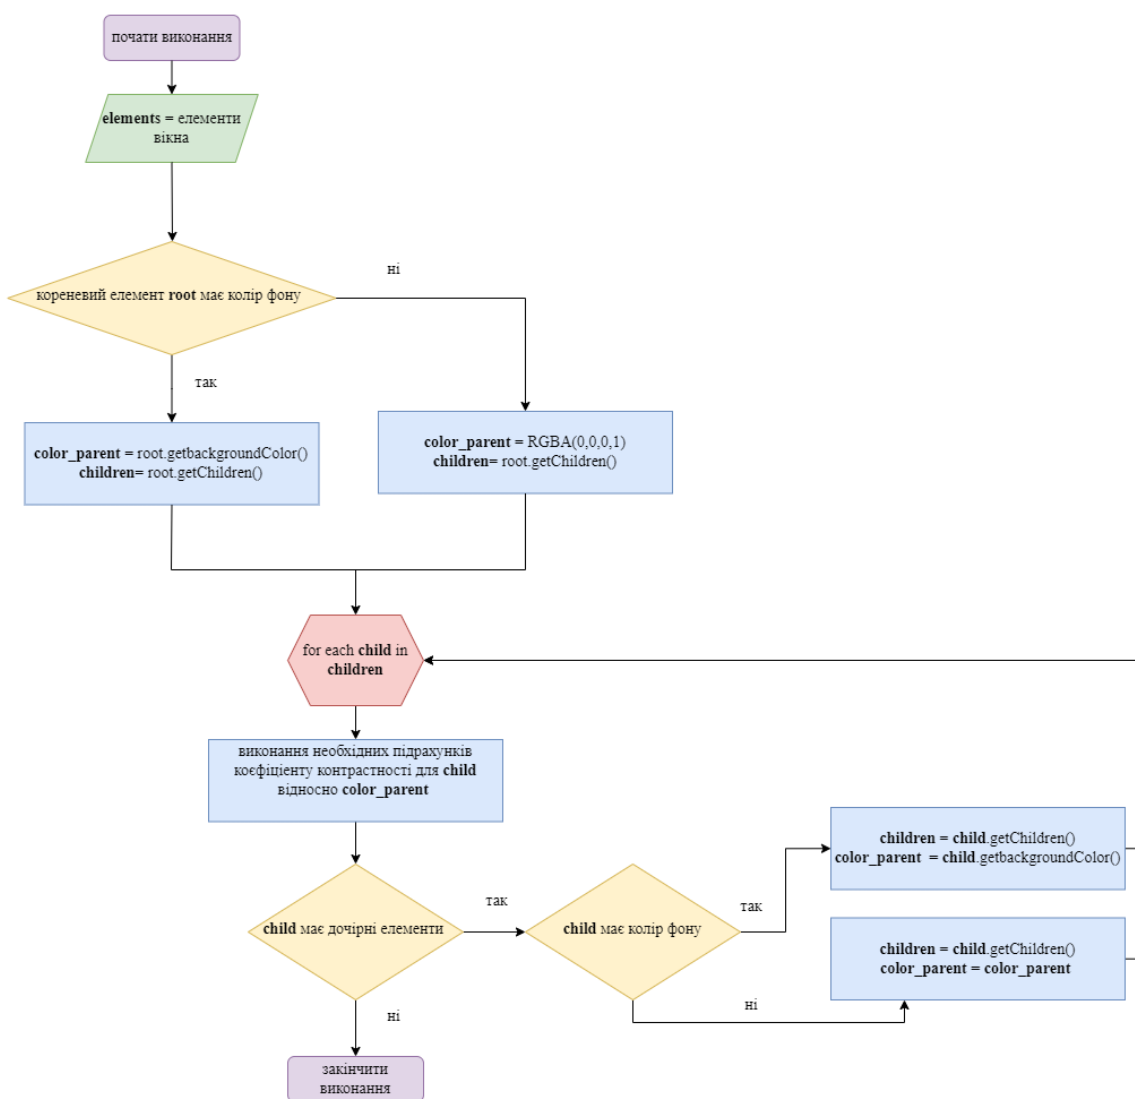 почати виконання
elements = елементи
вікна
ні
кореневий елемент root має колір фону
так
color_parent = root.getbackgroundColor()
children= root.getChildren()
color_parent = RGBA(0,0,0,1)
children= root.getChildren()
for each child in
children
виконання необхідних підрахунків
коєфіціенту контрастності для child
відносно color_parent
children = child.getChildren()
color_parent = child.getbackgroundColor()
так
так
child має дочірні елементи
child має колір фону
children = child.getChildren()
color_parent = color_parent
ні
ні
закінчити
виконання